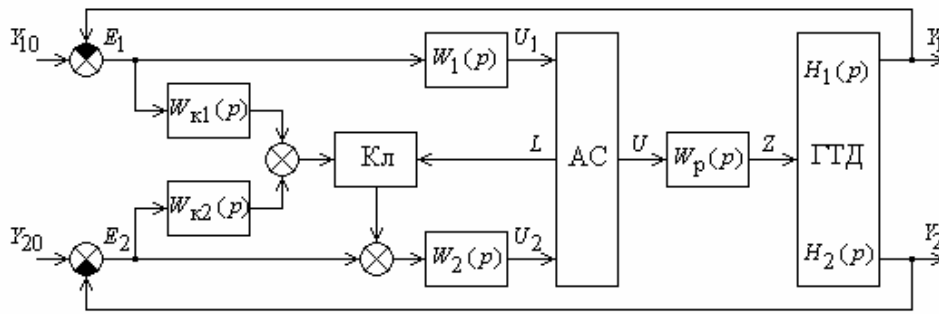 Y₁₀ E₁ W₁(p) U₁ H₁(p) Y₁
Wк₁(p)
Кл L АС U Wр(p) Z ГТД
Wк₂(p)
Y₂₀ E₂ W₂(p) U₂ H₂(p) Y₂